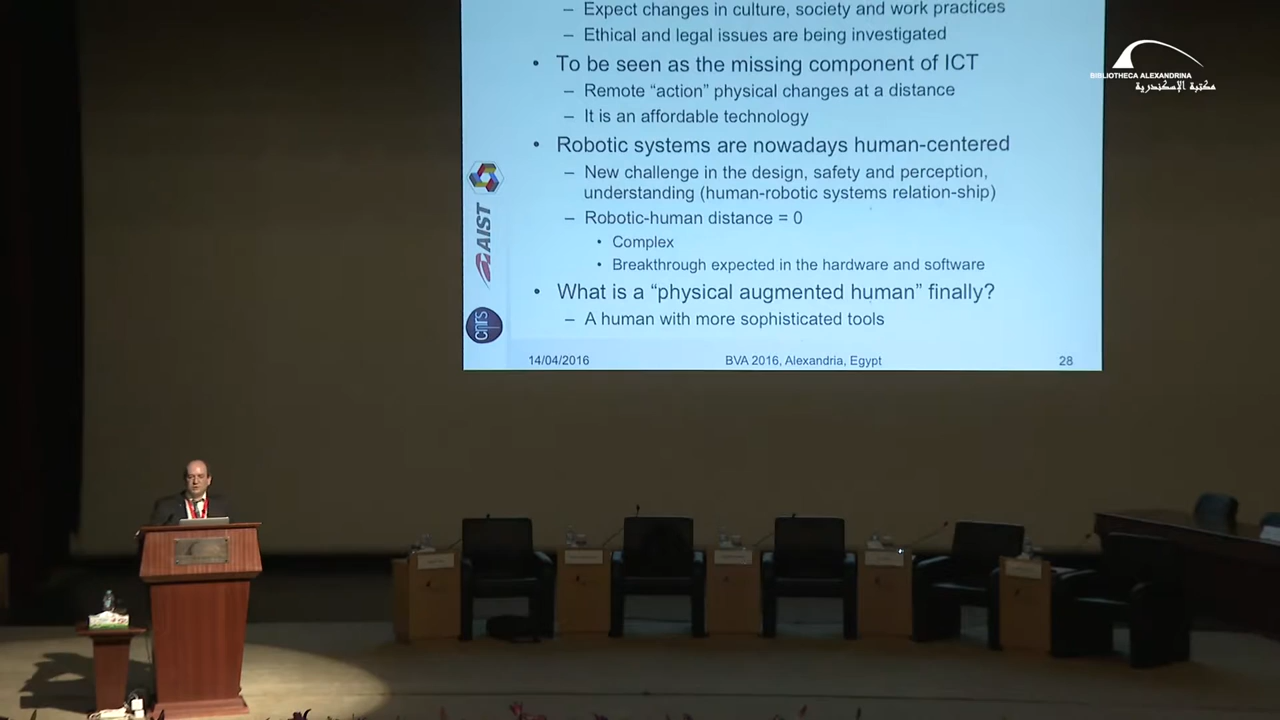 – Expect changes in culture, society and work practices
– Ethical and legal issues are being investigated
• To be seen as the missing component of ICT
– Remote “action” physical changes at a distance
– It is an affordable technology
• Robotic systems are nowadays human-centered
– New challenge in the design, safety and perception,
understanding (human-robotic systems relation-ship)
– Robotic-human distance = 0
• Complex
• Breakthrough expected in the hardware and software
• What is a “physical augmented human” finally?
– A human with more sophisticated tools
14/04/2016
BVA 2016, Alexandria, Egypt
28
AIST
cnrs
BIBLIOTHECA ALEXANDRINA
مكتبة الإسكندرية